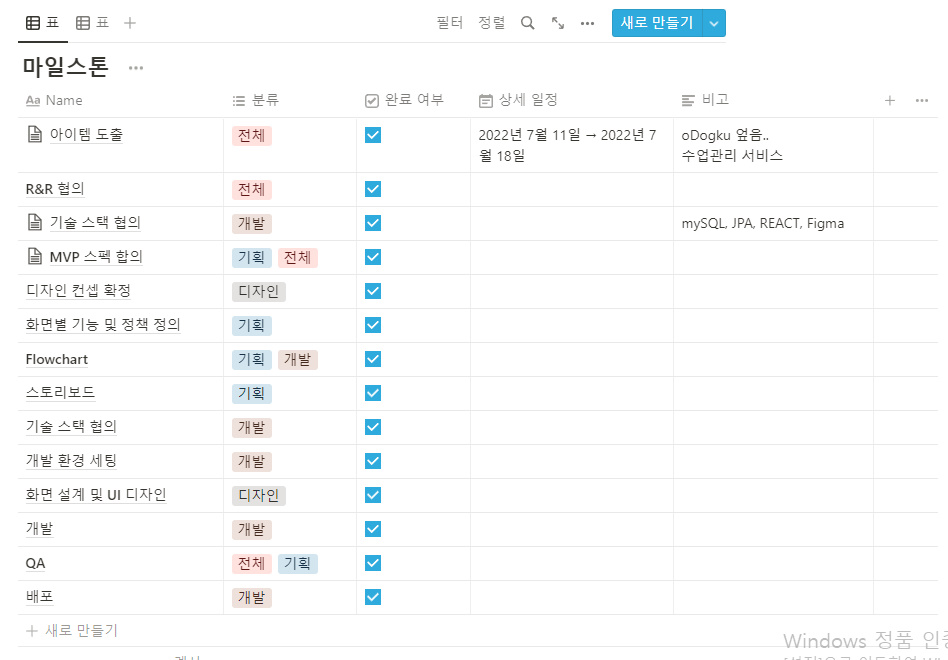 표 표
필터 정렬 새로 만들기
마일스톤
Aa Name 분류 완료 여부 상세 일정 비고
아이템 도출 전체 2022년 7월 11일 → 2022년 7 oDogku 엎음..
월 18일 수업관리 서비스
R&R 협의 전체
기술 스택 협의 개발 mySQL, JPA, REACT, Figma
MVP 스펙 합의 기획 전체
디자인 컨셉 확정 디자인
화면별 기능 및 정책 정의 기획
Flowchart 기획 개발
스토리보드 기획
기술 스택 협의 개발
개발 환경 세팅 개발
화면 설계 및 UI 디자인 디자인
개발 개발
QA 전체 기획
배포 개발
+ 새로 만들기
Windows 정품 인증